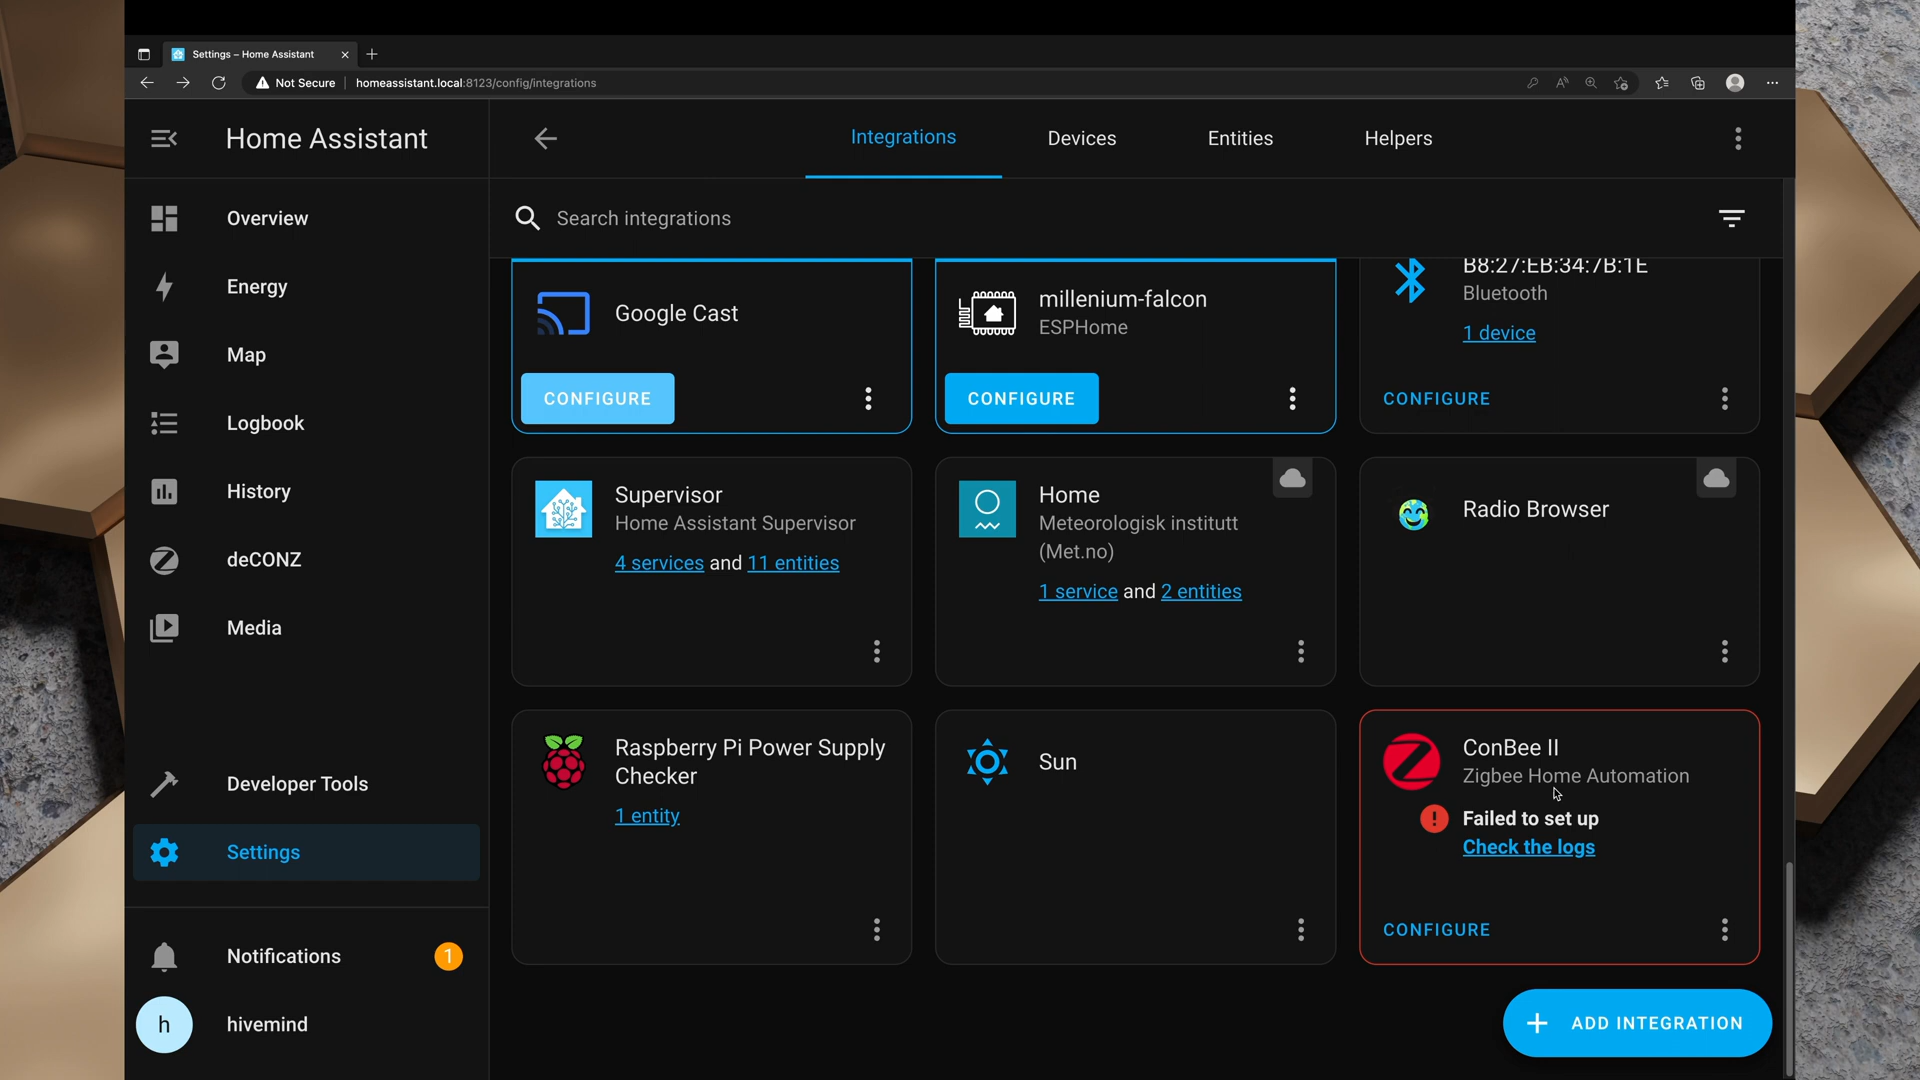 Settings – Home Assistant
Not Secure
homeassistant.local:8123/config/integrations
Home Assistant
Integrations
Devices
Entities
Helpers
Overview
Energy
Map
Logbook
deCONZ
History
Media
Developer Tools
Settings
Notifications
1
h
hivemind
Search integrations
Google Cast
CONFIGURE
millenium-falcon
ESPHome
CONFIGURE
B8:27:EB:34:7B:1E
Bluetooth
1 device
CONFIGURE
Supervisor
Home Assistant Supervisor
4 services and 11 entities
Home
Meteorologisk institutt
(Met.no)
1 service and 2 entities
Radio Browser
Raspberry Pi Power Supply
Checker
1 entity
Sun
ConBee II
Zigbee Home Automation
Failed to set up
Check the logs
CONFIGURE
ADD INTEGRATION